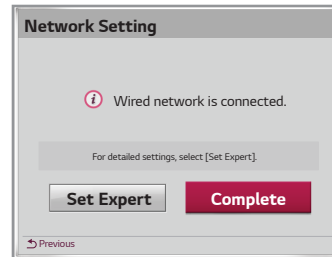 Network Setting
Wired network is connected.
For detailed settings, select [Set Expert].
Set Expert
Complete
Previous